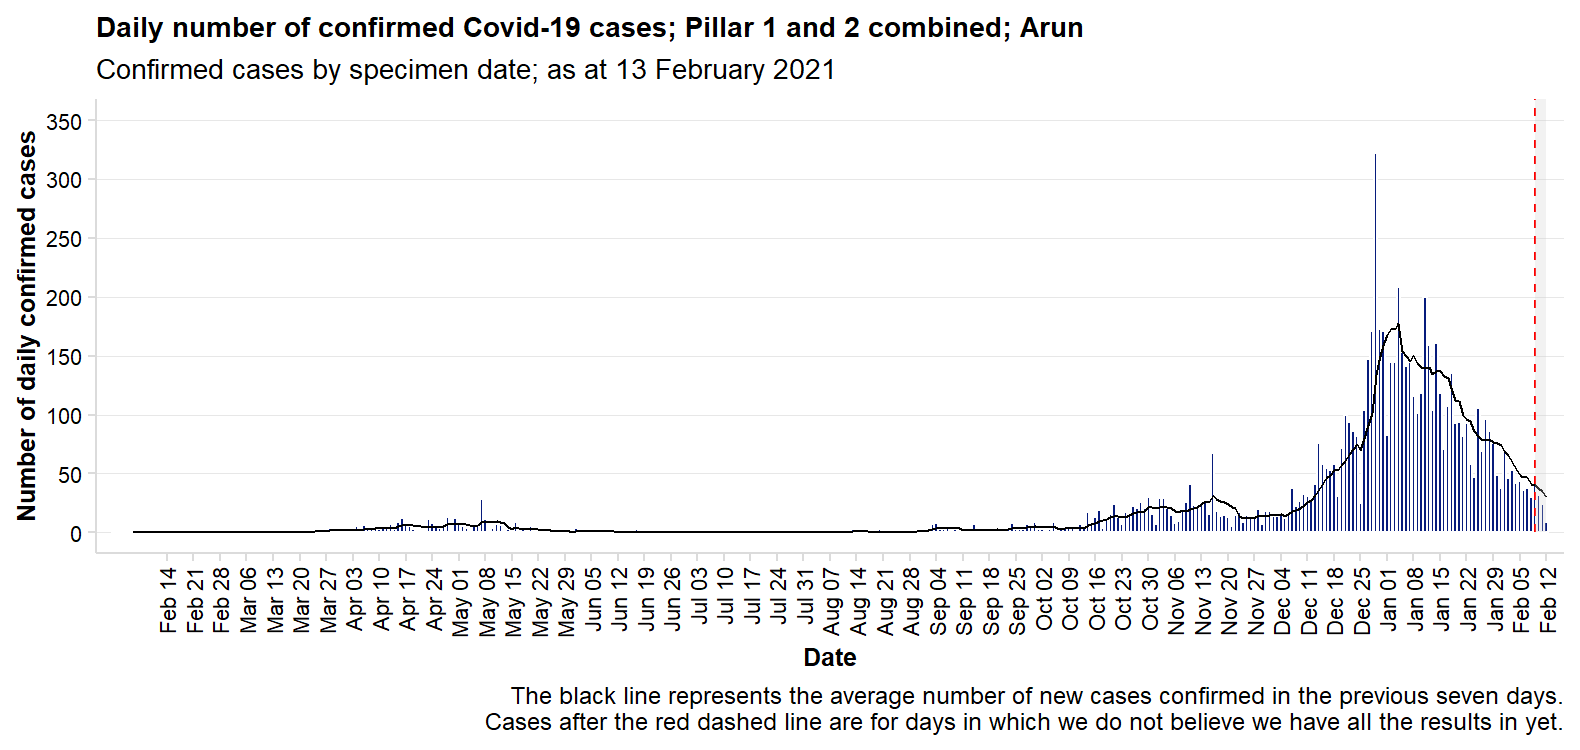 Daily number of confirmed Covid-19 cases; Pillar 1 and 2 combined; Arun
Confirmed cases by specimen date; as at 13 February 2021
Number of daily confirmed cases
350
300
250
200
150
100
50
0
Feb 14
Feb 21
Feb 28
Mar 06
Mar 13
Mar 20
Mar 27
Apr 03
Apr 10
Apr 17
Apr 24
May 01
May 08
May 15
May 22
May 29
Jun 05
Jun 12
Jun 19
Jun 26
Jul 03
Jul 10
Jul 17
Jul 24
Jul 31
Aug 07
Aug 14
Aug 21
Aug 28
Sep 04
Sep 11
Sep 18
Sep 25
Oct 02
Oct 09
Oct 16
Oct 23
Oct 30
Nov 06
Nov 13
Nov 20
Nov 27
Dec 04
Dec 11
Dec 18
Dec 25
Jan 01
Jan 08
Jan 15
Jan 22
Jan 29
Feb 05
Feb 12
Date
The black line represents the average number of new cases confirmed in the previous seven days.
Cases after the red dashed line are for days in which we do not believe we have all the results in yet.